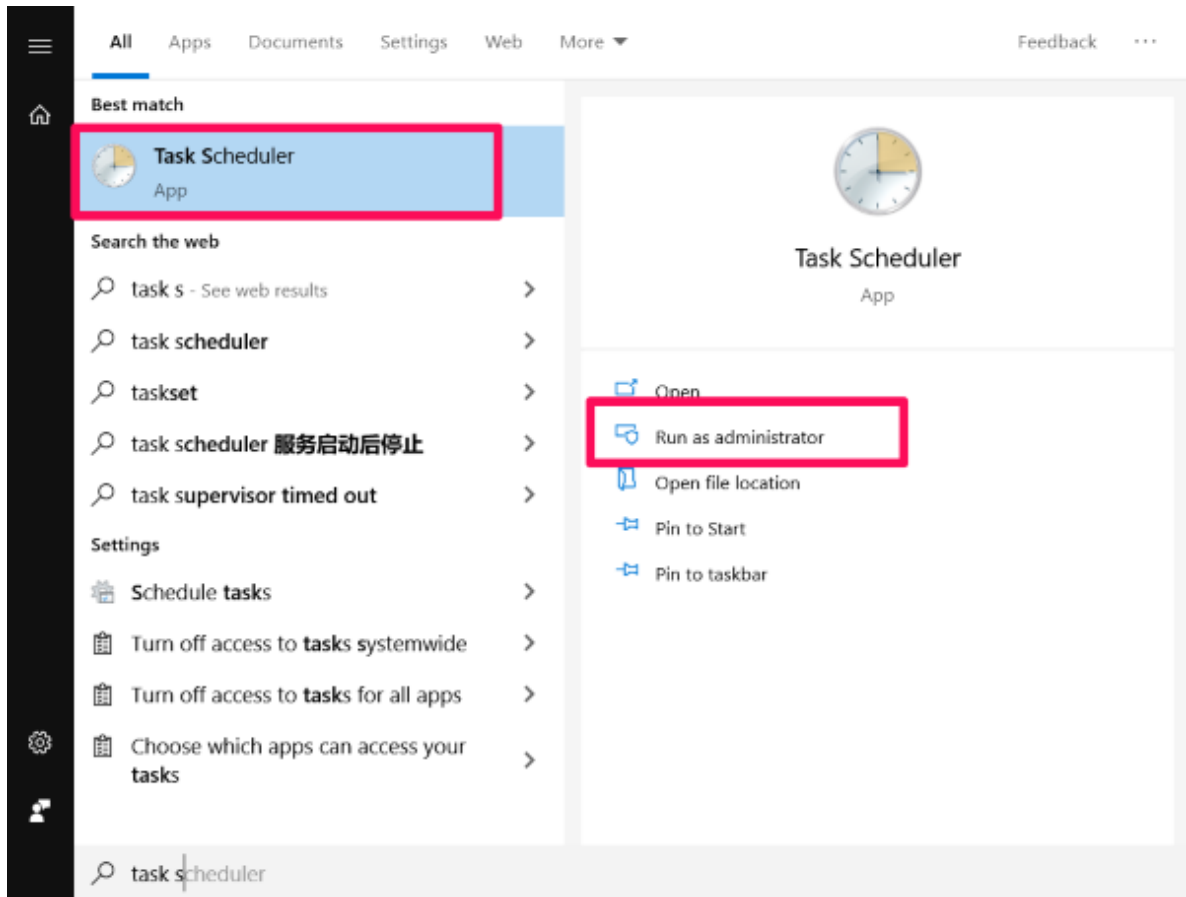 All Apps Documents Settings Web More Feedback ...
Best match
Task Scheduler
App
Search the web
task s - See web results
task scheduler
taskset
task scheduler 服务启动后停止
task supervisor timed out
Settings
Schedule tasks
Turn off access to tasks systemwide
Turn off access to tasks for all apps
Choose which apps can access your
tasks
task scheduler
Task Scheduler
App
Open
Run as administrator
Open file location
Pin to Start
Pin to taskbar